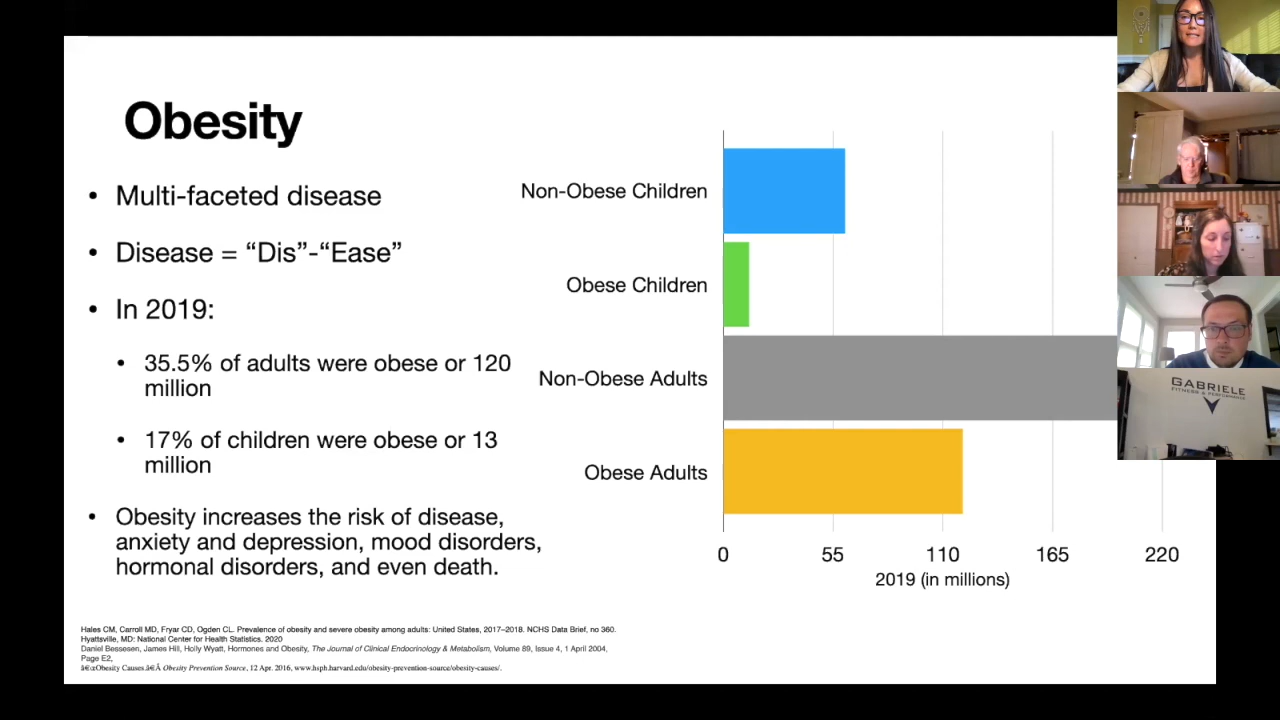 Obesity
• Multi-faceted disease
• Disease = “Dis”-“Ease”
• In 2019:
• 35.5% of adults were obese or 120
million
• 17% of children were obese or 13
million
• Obesity increases the risk of disease,
anxiety and depression, mood disorders,
hormonal disorders, and even death.
Non-Obese Children
Obese Children
Non-Obese Adults
Obese Adults
0 55 110 165 220
2019 (in millions)
Hales CM, Carroll MD, Fryar CD, Ogden CL. Prevalence of obesity and severe obesity among adults: United States, 2017–2018. NCHS Data Brief, no 360.
Hyattsville, MD: National Center for Health Statistics. 2020
Daniel Bessesen, James Hill, Holly Wyatt, Hormones and Obesity, The Journal of Clinical Endocrinology & Metabolism, Volume 89, Issue 4, 1 April 2004,
Page E2,
â€œObesity Causes.â€Â Obesity Prevention Source, 12 Apr. 2016, www.hsph.harvard.edu/obesity-prevention-source/obesity-causes/.
GABRIELE
FITNESS & PERFORMANCE